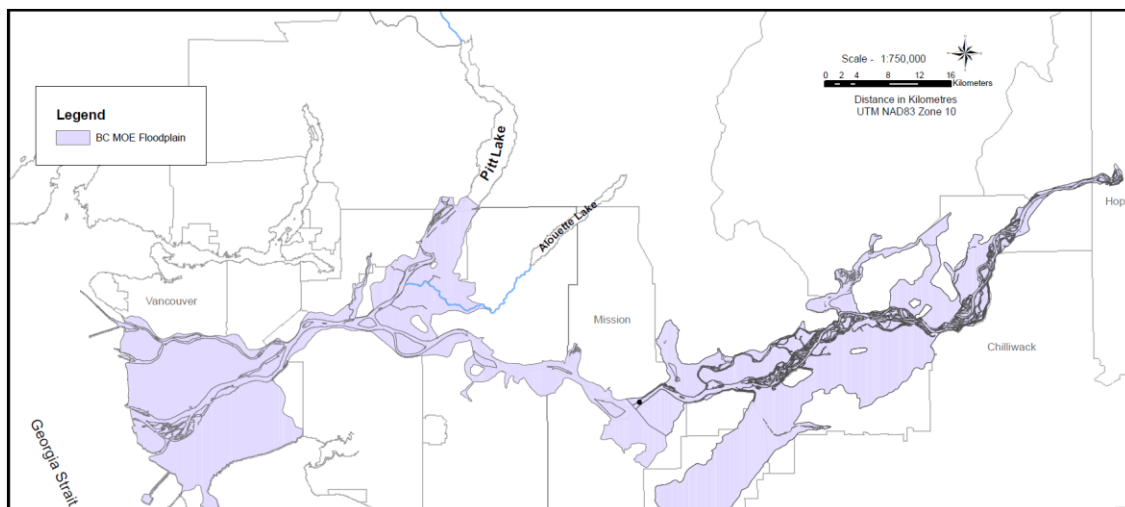 Legend
BC MOE Floodplain
Scale - 1:750,000
0 2 4 8 12 16
Kilometers
Distance in Kilometres
UTM NAD83 Zone 10
Pitt Lake
Alouette Lake
Hop
Vancouver
Mission
Chilliwack
Georgia Strait